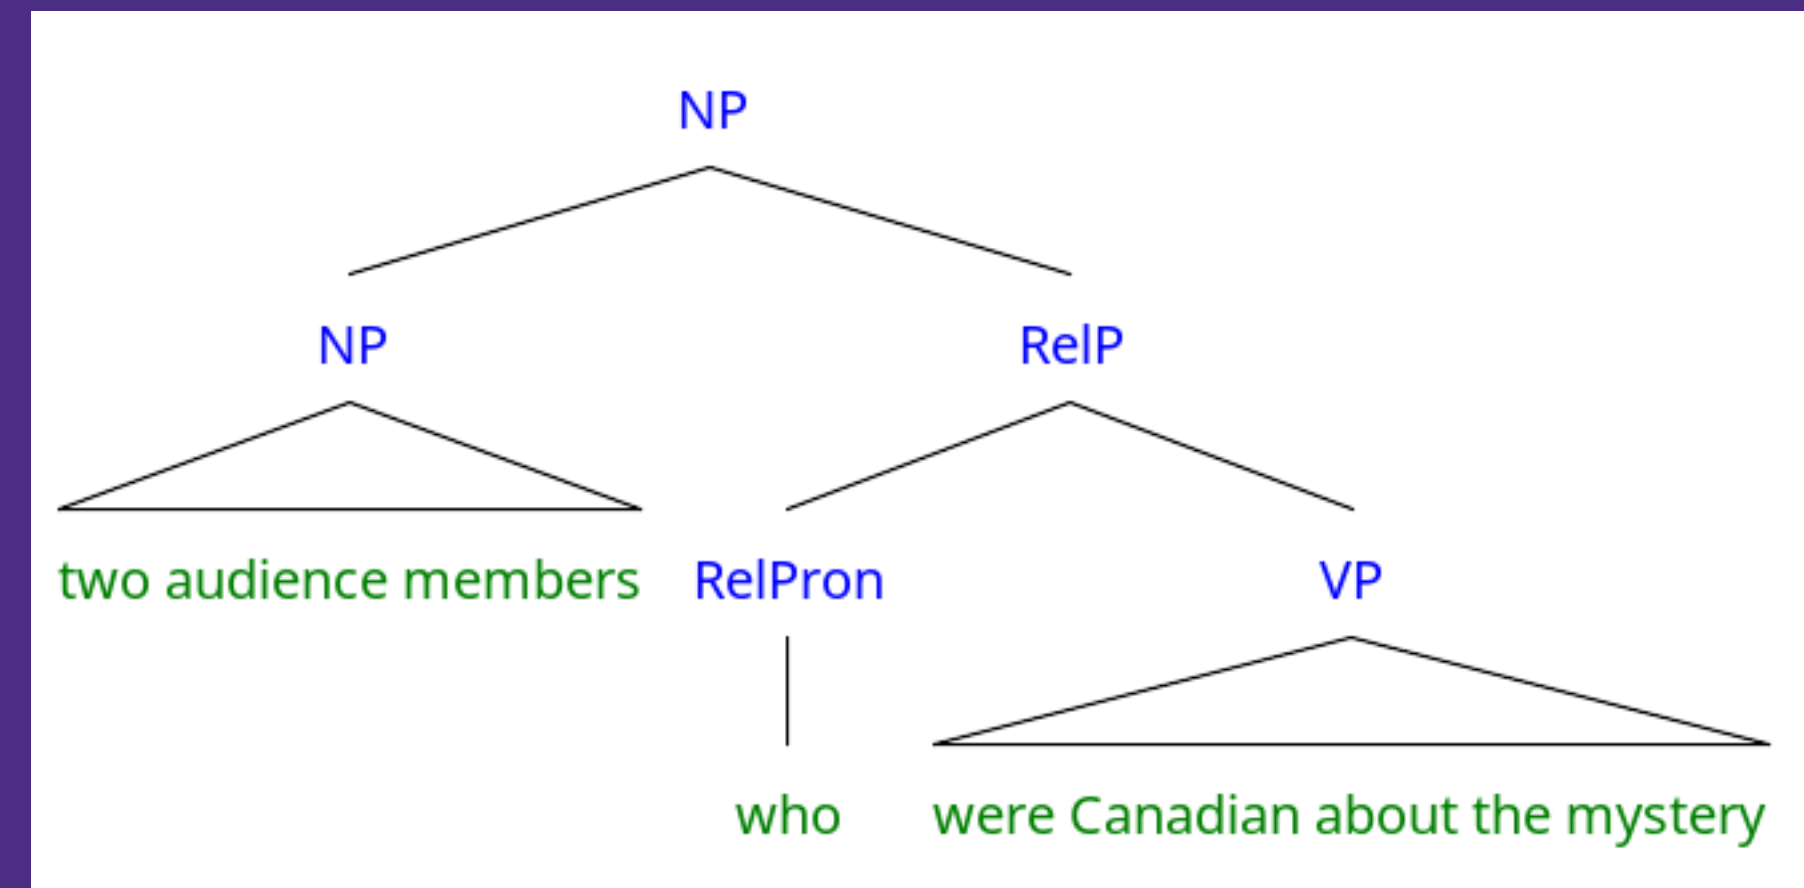 NP
NP RelP
two audience members RelPron VP
who were Canadian about the mystery